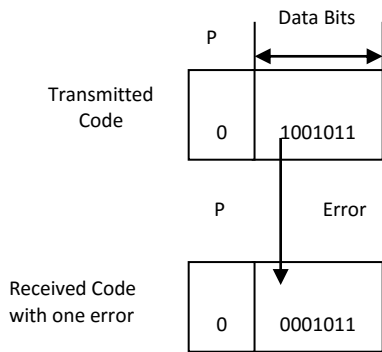 Data Bits
P
Transmitted
Code
0 1001011
P Error
Received Code
with one error
0 0001011